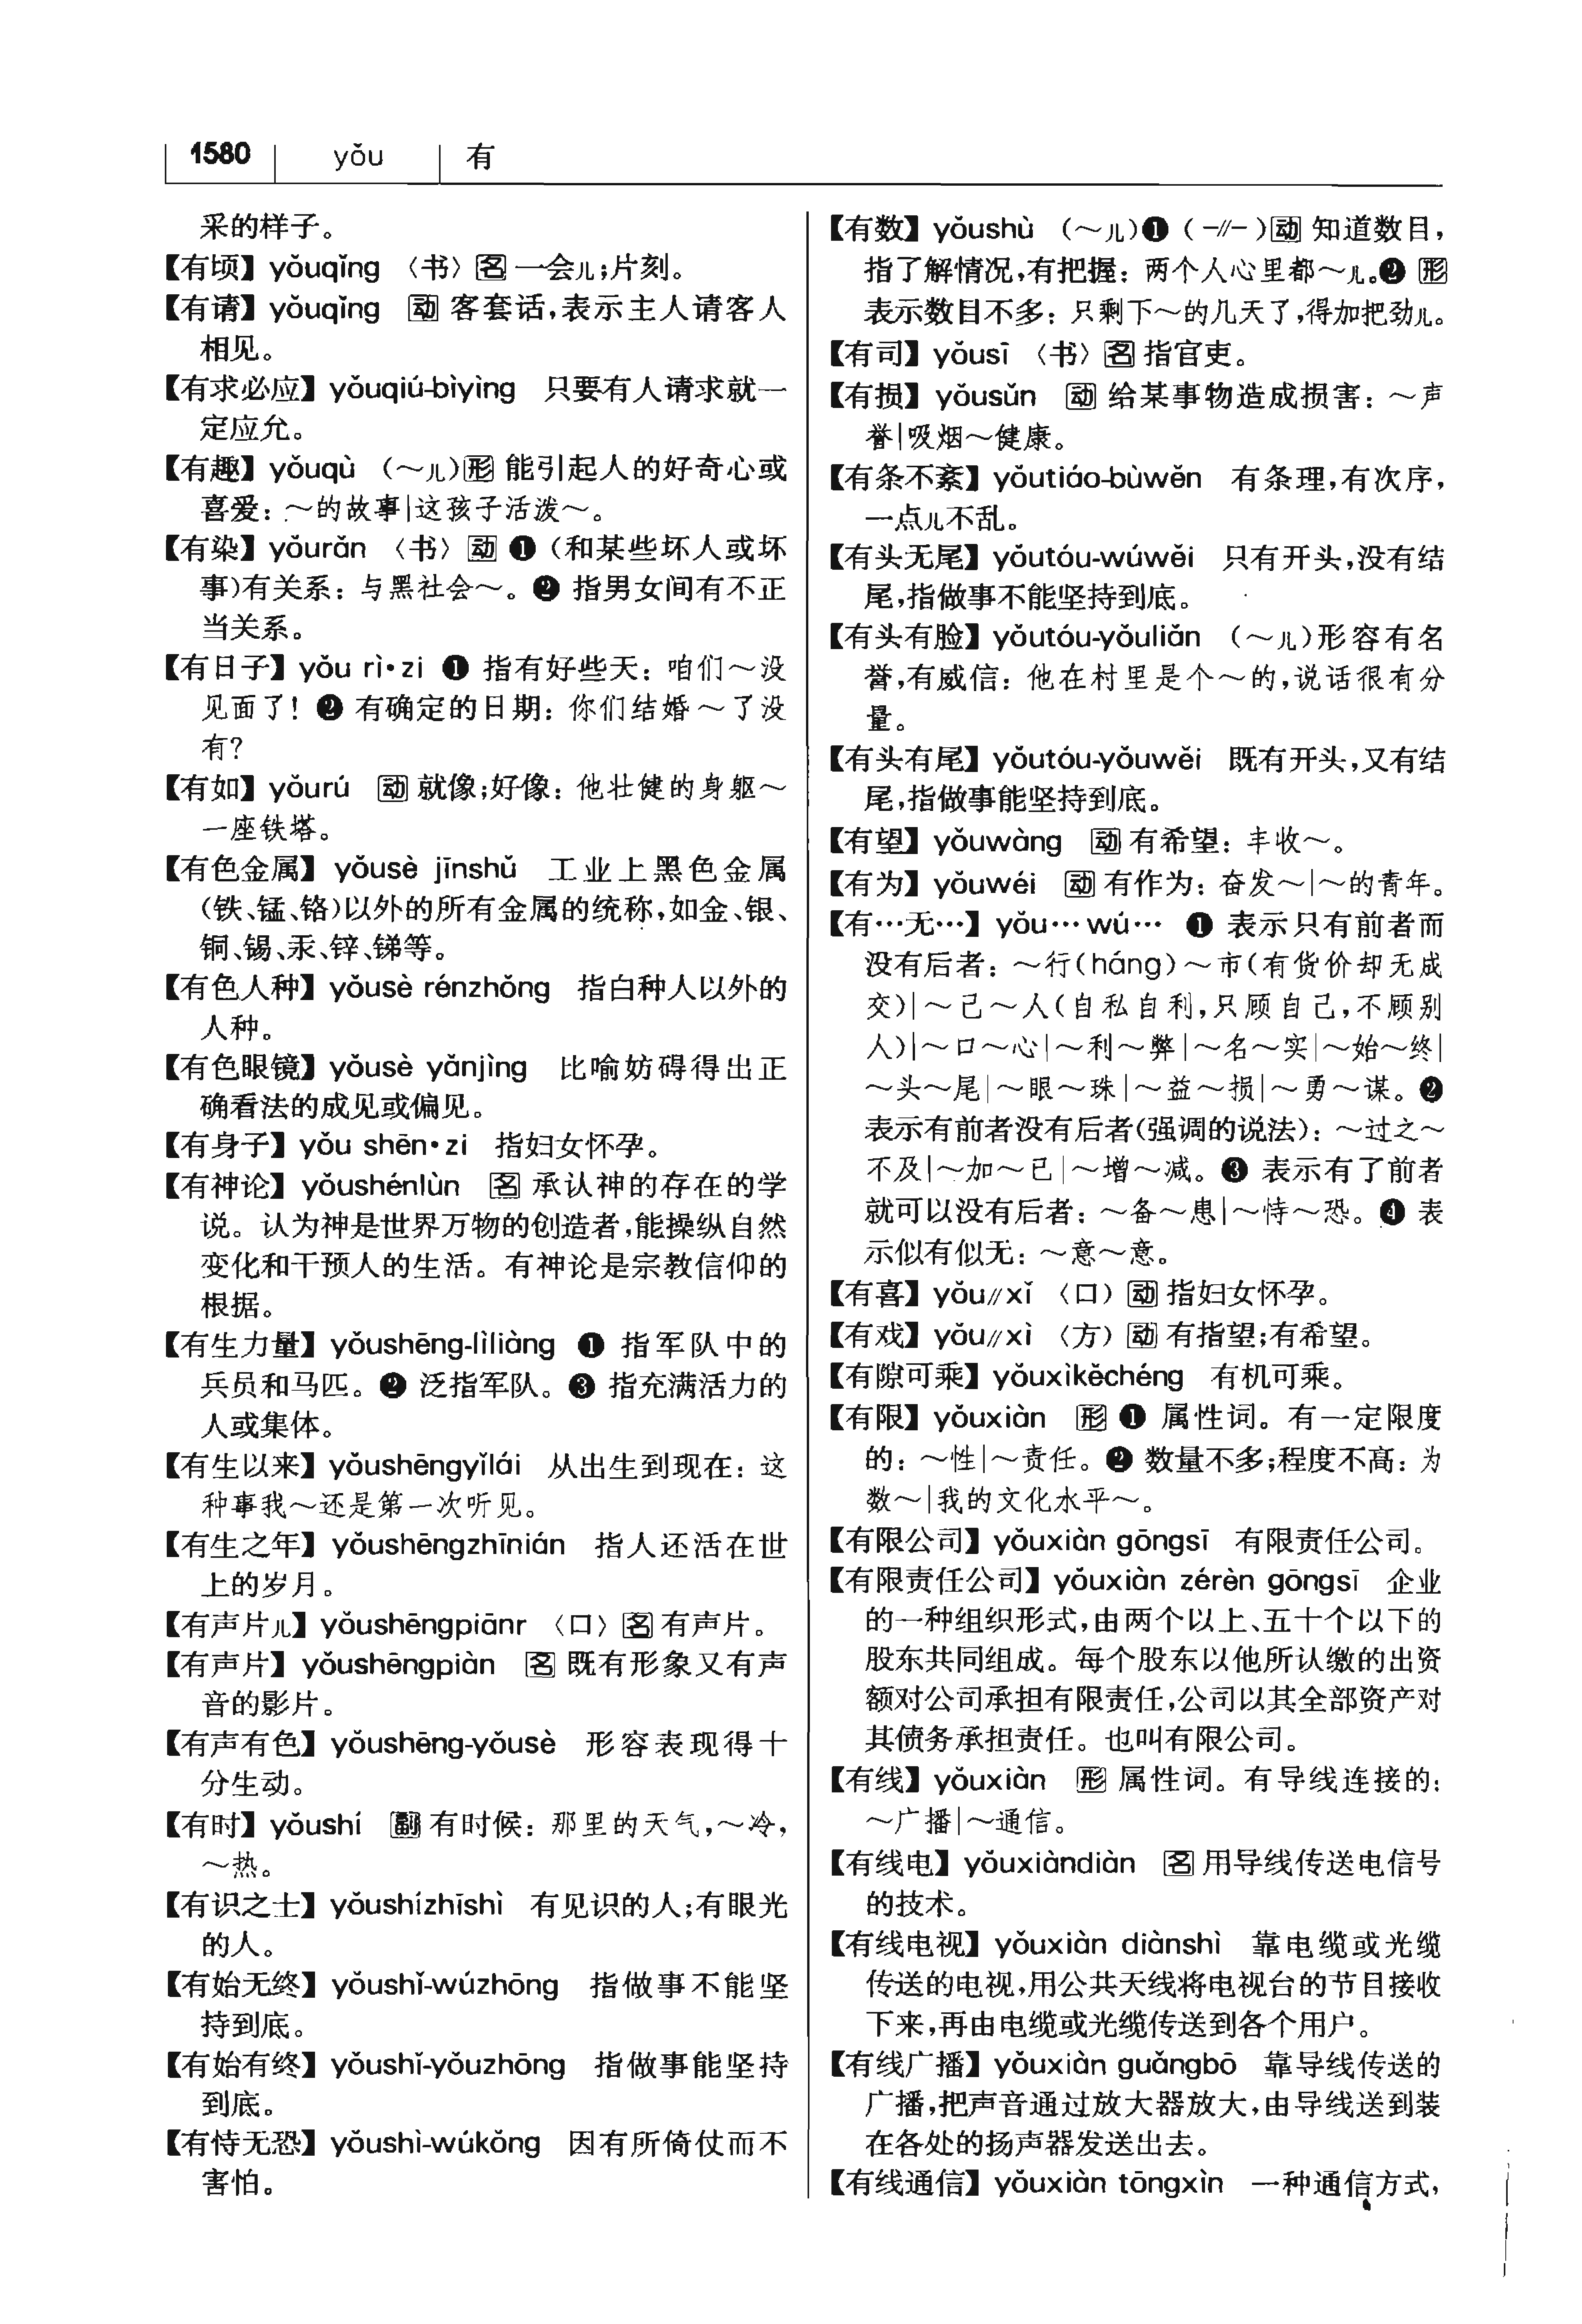 1580 yǒu 有
采的样子。
【有顷】yǒuqǐng 〈书〉名 一会儿;片刻。
【有请】yǒuqǐng 动 客套话,表示主人请客人
相见。
【有求必应】yǒuqiú-bìyìng 只要有人请求就一
定应允。
【有趣】yǒuqù (～儿)形 能引起人的好奇心或
喜爱：～的故事|这孩子活泼～。
【有染】yǒurǎn 〈书〉动 ❶（和某些坏人或坏
事)有关系：与黑社会～。❷ 指男女间有不正
当关系。
【有日子】yǒu rì•zi ❶ 指有好些天：咱们～没
见面了! ❷ 有确定的日期：你们结婚～了没
有?
【有如】yǒurú 动 就像;好像：他壮健的身躯～
一座铁塔。
【有色金属】yǒusè jīnshǔ 工业上黑色金属
(铁、锰、铬)以外的所有金属的统称,如金、银、
铜、锡、汞、锌、锑等。
【有色人种】yǒusè rénzhǒng 指白种人以外的
人种。
【有色眼镜】yǒusè yǎnjìng 比喻妨碍得出正
确看法的成见或偏见。
【有身子】yǒu shēn•zi 指妇女怀孕。
【有神论】yǒushénlùn 名 承认神的存在的学
说。认为神是世界万物的创造者,能操纵自然
变化和干预人的生活。有神论是宗教信仰的
根据。
【有生力量】yǒushēng-lìliàng ❶ 指军队中的
兵员和马匹。❷ 泛指军队。❸ 指充满活力的
人或集体。
【有生以来】yǒushēngyǐlái 从出生到现在：这
种事我～还是第一次听见。
【有生之年】yǒushēngzhīnián 指人还活在世
上的岁月。
【有声片儿】yǒushēngpiānr 〈口〉名 有声片。
【有声片】yǒushēngpiàn 名 既有形象又有声
音的影片。
【有声有色】yǒushēng-yǒusè 形容表现得十
分生动。
【有时】yǒushí 副 有时候：那里的天气,～冷,
～热。
【有识之士】yǒushízhīshì 有见识的人;有眼光
的人。
【有始无终】yǒushǐ-wúzhōng 指做事不能坚
持到底。
【有始有终】yǒushǐ-yǒuzhōng 指做事能坚持
到底。
【有恃无恐】yǒushì-wúkǒng 因有所倚仗而不
害怕。
【有数】yǒushù (～儿)❶（-//-）动 知道数目,
指了解情况,有把握：两个人心里都～儿。❷ 形
表示数目不多：只剩下～的几天了,得加把劲儿。
【有司】yǒusī 〈书〉名 指官吏。
【有损】yǒusǔn 动 给某事物造成损害：～声
誉|吸烟～健康。
【有条不紊】yǒutiáo-bùwěn 有条理,有次序,
一点儿不乱。
【有头无尾】yǒutóu-wúwěi 只有开头,没有结
尾,指做事不能坚持到底。
【有头有脸】yǒutóu-yǒuliǎn (～儿)形容有名
誉,有威信：他在村里是个～的,说话很有分
量。
【有头有尾】yǒutóu-yǒuwěi 既有开头,又有结
尾,指做事能坚持到底。
【有望】yǒuwàng 动 有希望：丰收～。
【有为】yǒuwéi 动 有作为：奋发～|～的青年。
【有…无…】yǒu…wú… ❶ 表示只有前者而
没有后者：～行(háng)～市(有货价却无成
交)|～己～人(自私自利,只顾自己,不顾别
人)|～口～心|～利～弊|～名～实|～始～终|
～头～尾|～眼～珠|～益～损|～勇～谋。❷
表示有前者没有后者(强调的说法)：～过之～
不及|～加～已|～增～减。❸ 表示有了前者
就可以没有后者：～备～患|～恃～恐。❹ 表
示似有似无：～意～意。
【有喜】yǒu//xǐ 〈口〉动 指妇女怀孕。
【有戏】yǒu//xì 〈方〉动 有指望;有希望。
【有隙可乘】yǒuxìkěchéng 有机可乘。
【有限】yǒuxiàn 形 ❶ 属性词。有一定限度
的：～性|～责任。❷ 数量不多;程度不高：为
数～|我的文化水平～。
【有限公司】yǒuxiàn gōngsī 有限责任公司。
【有限责任公司】yǒuxiàn zérèn gōngsī 企业
的一种组织形式,由两个以上、五十个以下的
股东共同组成。每个股东以他所认缴的出资
额对公司承担有限责任,公司以其全部资产对
其债务承担责任。也叫有限公司。
【有线】yǒuxiàn 形 属性词。有导线连接的：
～广播|～通信。
【有线电】yǒuxiàndiàn 名 用导线传送电信号
的技术。
【有线电视】yǒuxiàn diànshì 靠电缆或光缆
传送的电视,用公共天线将电视台的节目接收
下来,再由电缆或光缆传送到各个用户。
【有线广播】yǒuxiàn guǎngbō 靠导线传送的
广播,把声音通过放大器放大,由导线送到装
在各处的扬声器发送出去。
【有线通信】yǒuxiàn tōngxìn 一种通信方式,